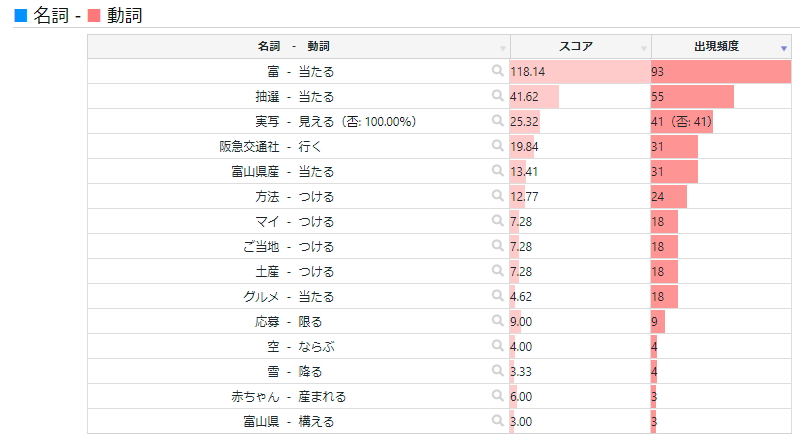 名詞 - 動詞
名詞 - 動詞 スコア 出現頻度
富 - 当たる 118.14 93
抽選 - 当たる 41.62 55
実写 - 見える（否: 100.00%） 25.32 41（否: 41）
阪急交通社 - 行く 19.84 31
富山県産 - 当たる 13.41 31
方法 - つける 12.77 24
マイ - つける 7.28 18
ご当地 - つける 7.28 18
土産 - つける 7.28 18
グルメ - 当たる 4.62 18
応募 - 限る 9.00 9
空 - ならぶ 4.00 4
雪 - 降る 3.33 4
赤ちゃん - 産まれる 6.00 3
富山県 - 構える 3.00 3